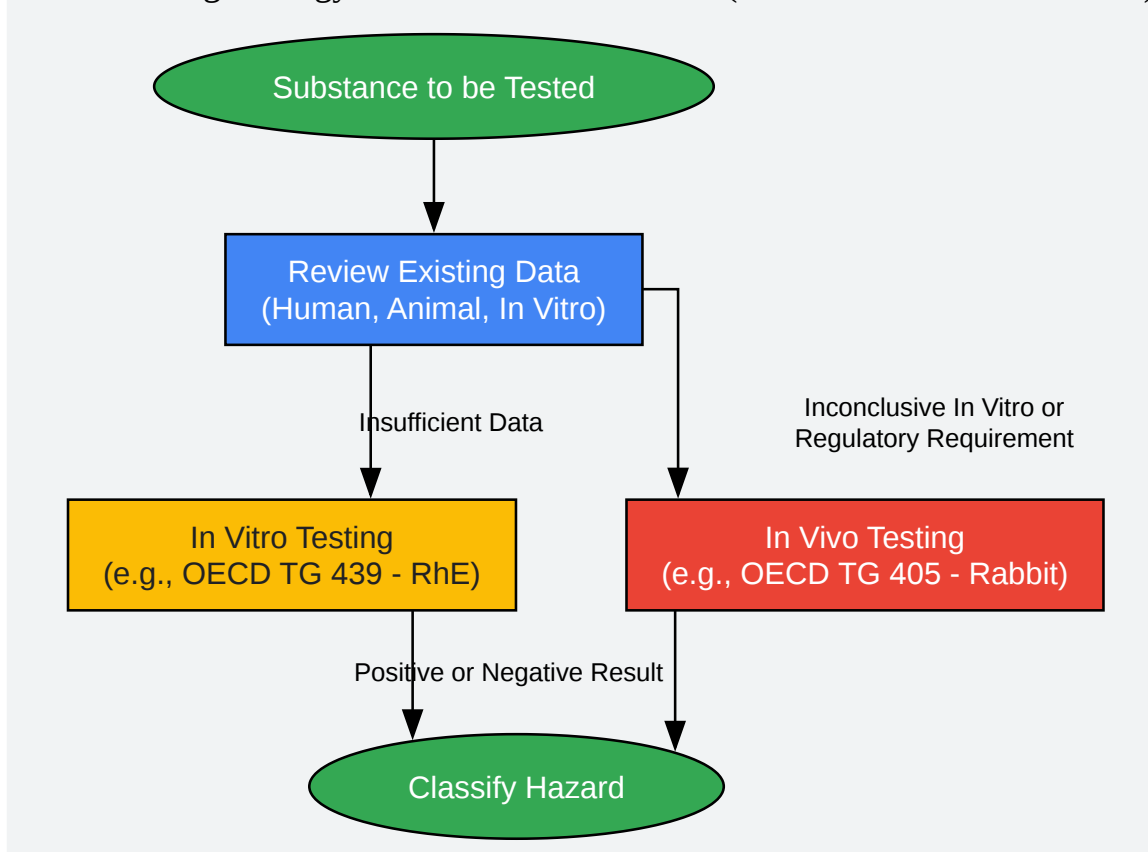 Substance to be Tested
Review Existing Data
(Human, Animal, In Vitro)
Insufficient Data
Inconclusive In Vitro or
Regulatory Requirement
In Vitro Testing
(e.g., OECD TG 439 - RhE)
In Vivo Testing
(e.g., OECD TG 405 - Rabbit)
Positive or Negative Result
Classify Hazard